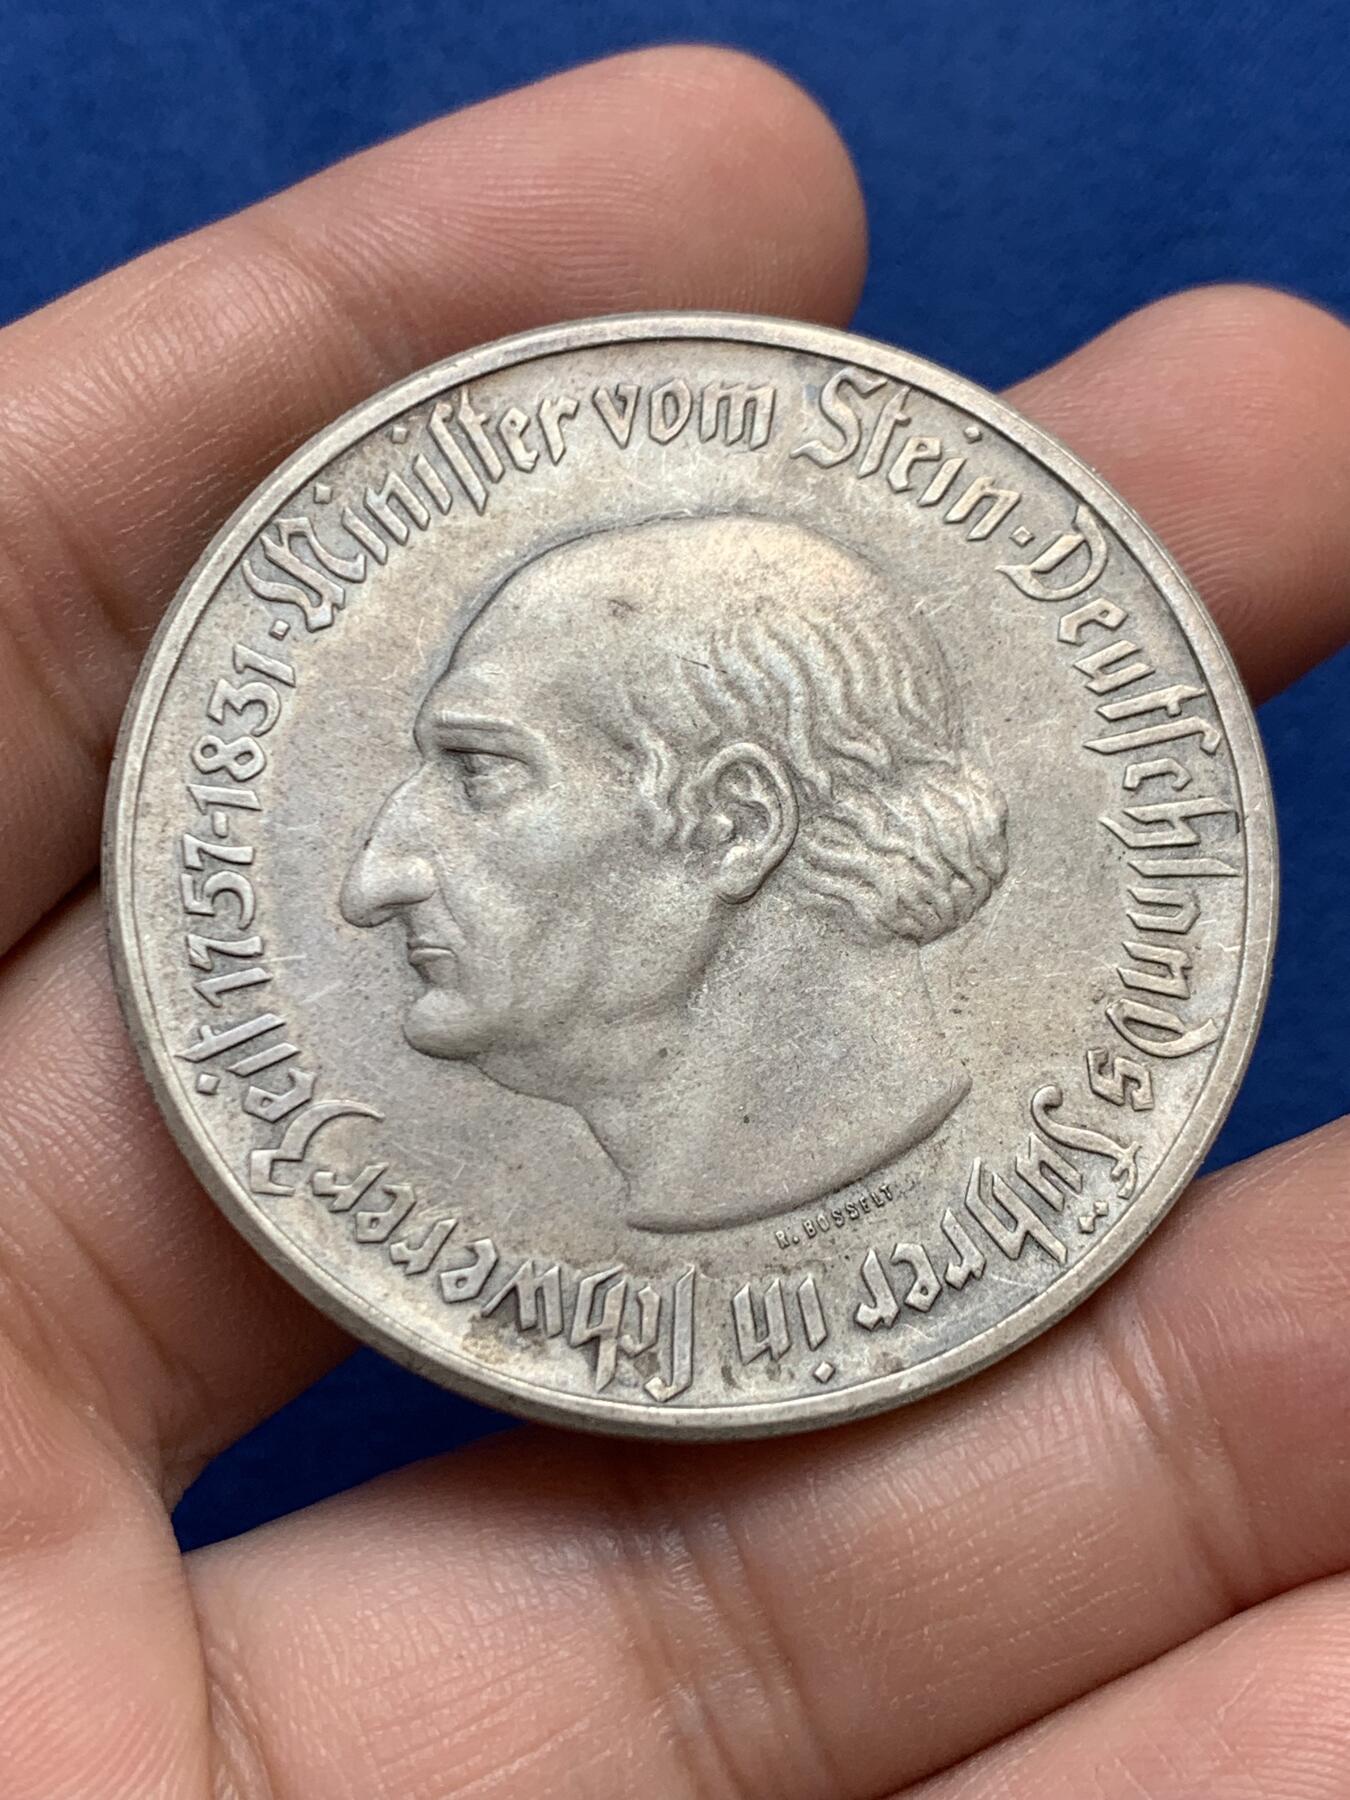 Minister vom Stein · Deutschlands Führer in schwerer Zeit 1757-1831 ·
R. BOSSELT